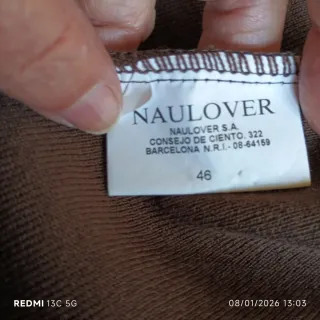 NAULOVER
NAULOVER S.A.
CONSEJO DE CIENTO, 322
BARCELONA N.R.I.- 08-64159
46
REDMI 13C 5G
08/01/2026 13:03